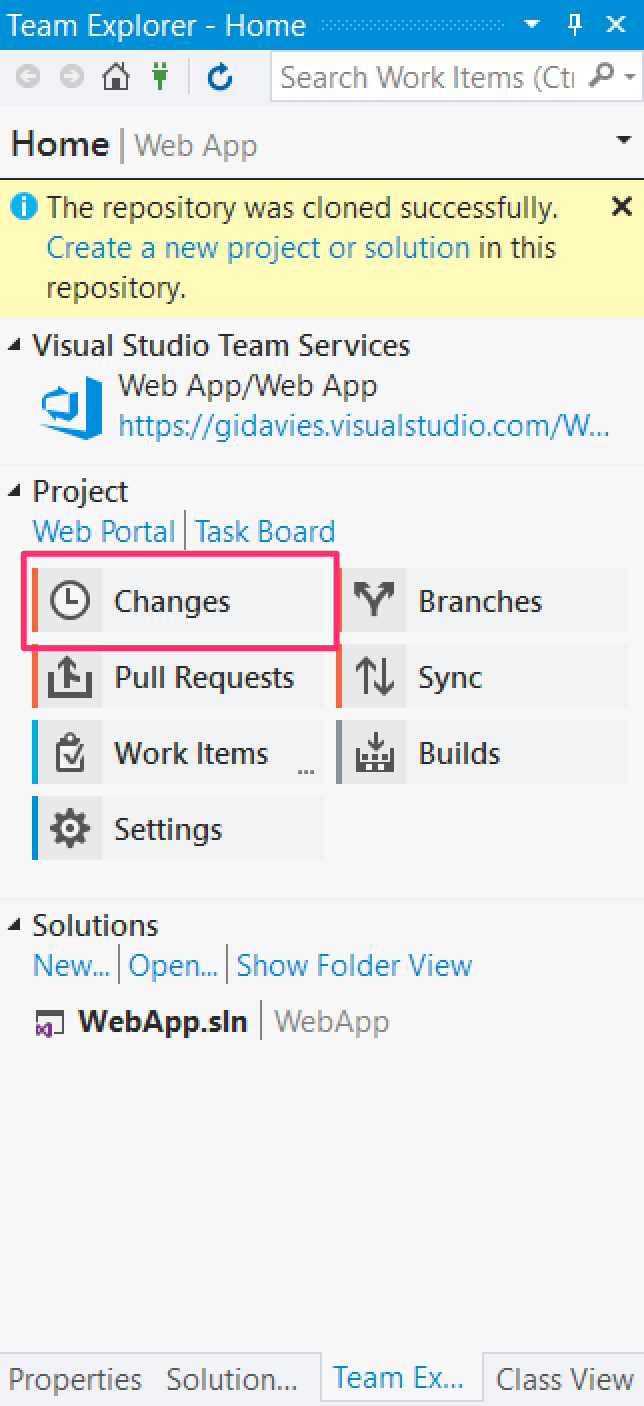 Team Explorer - Home
Search Work Items (Ctr
Home | Web App
The repository was cloned successfully.
Create a new project or solution in this
repository.
Visual Studio Team Services
Web App/Web App
https://gidavies.visualstudio.com/W...
Project
Web Portal | Task Board
Changes
Branches
Pull Requests
Sync
Work Items ...
Builds
Settings
Solutions
New... | Open... | Show Folder View
WebApp.sln | WebApp
Properties Solution... Team Ex... Class View